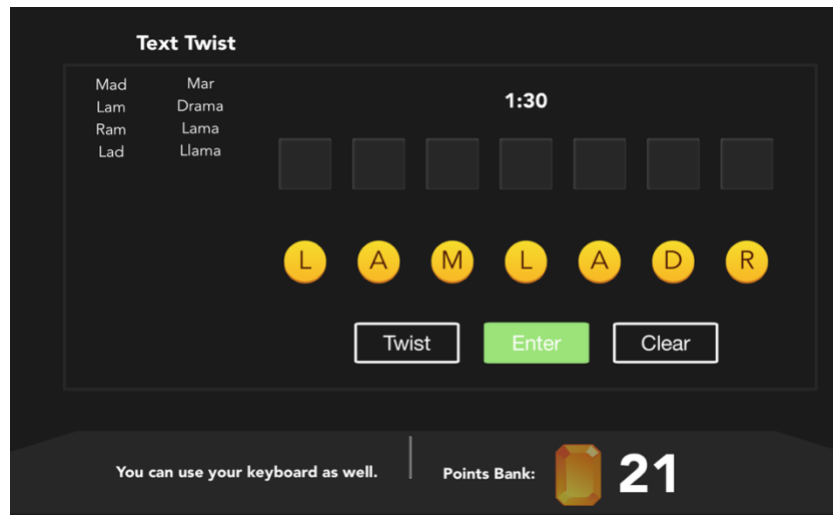 Text Twist
Mad Mar
Lam Drama
Ram Lama
Lad Llama
1:30
L A M L A D R
Twist Enter Clear
You can use your keyboard as well.
Points Bank: 21